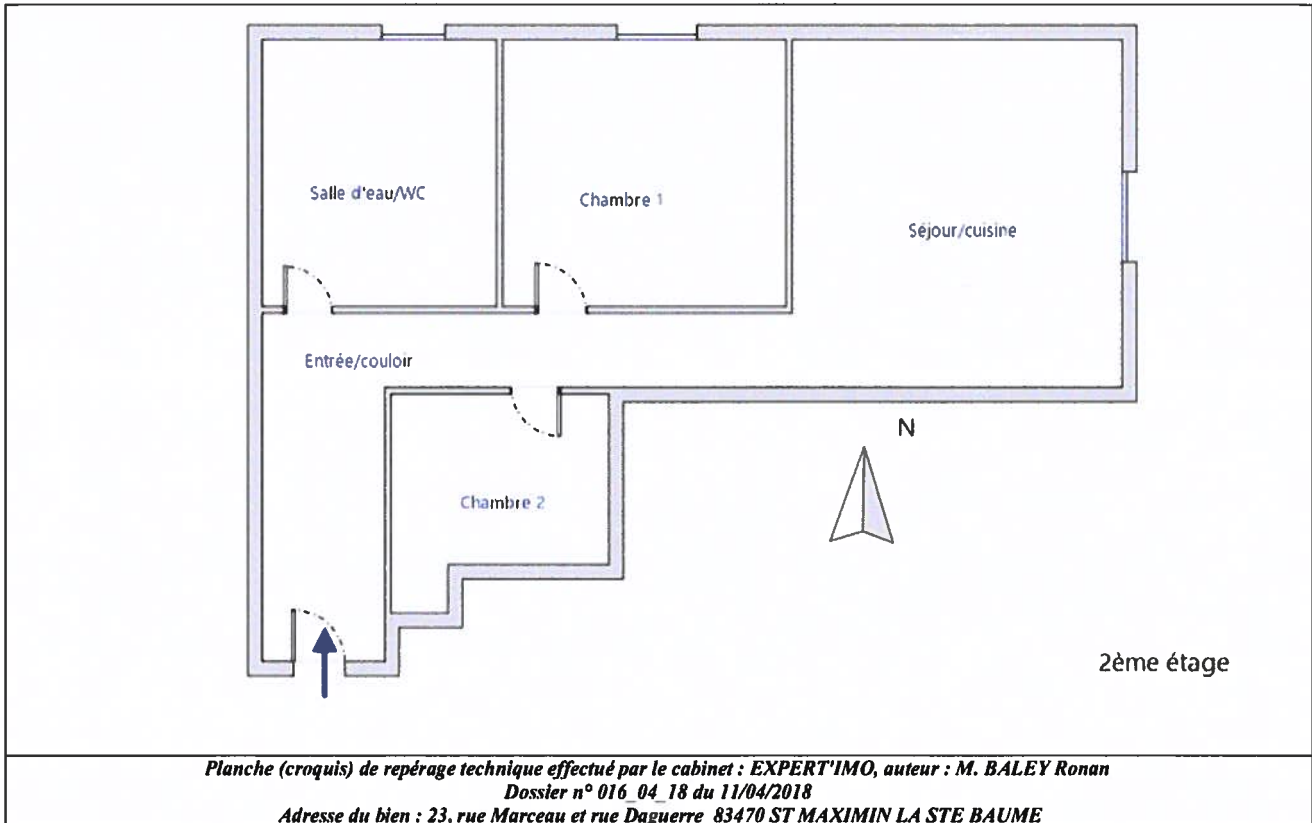 Salle d'eau/WC
Chambre 1
Séjour/cuisine
Entrée/couloir
N
Chambre 2
2ème étage
Planche (croquis) de repérage technique effectué par le cabinet : EXPERT'IMO, auteur : M. BALEY Ronan
Dossier n° 016_04_18 du 11/04/2018
Adresse du bien : 23, rue Marceau et rue Daguerre 83470 ST MAXIMIN LA STE BAUME